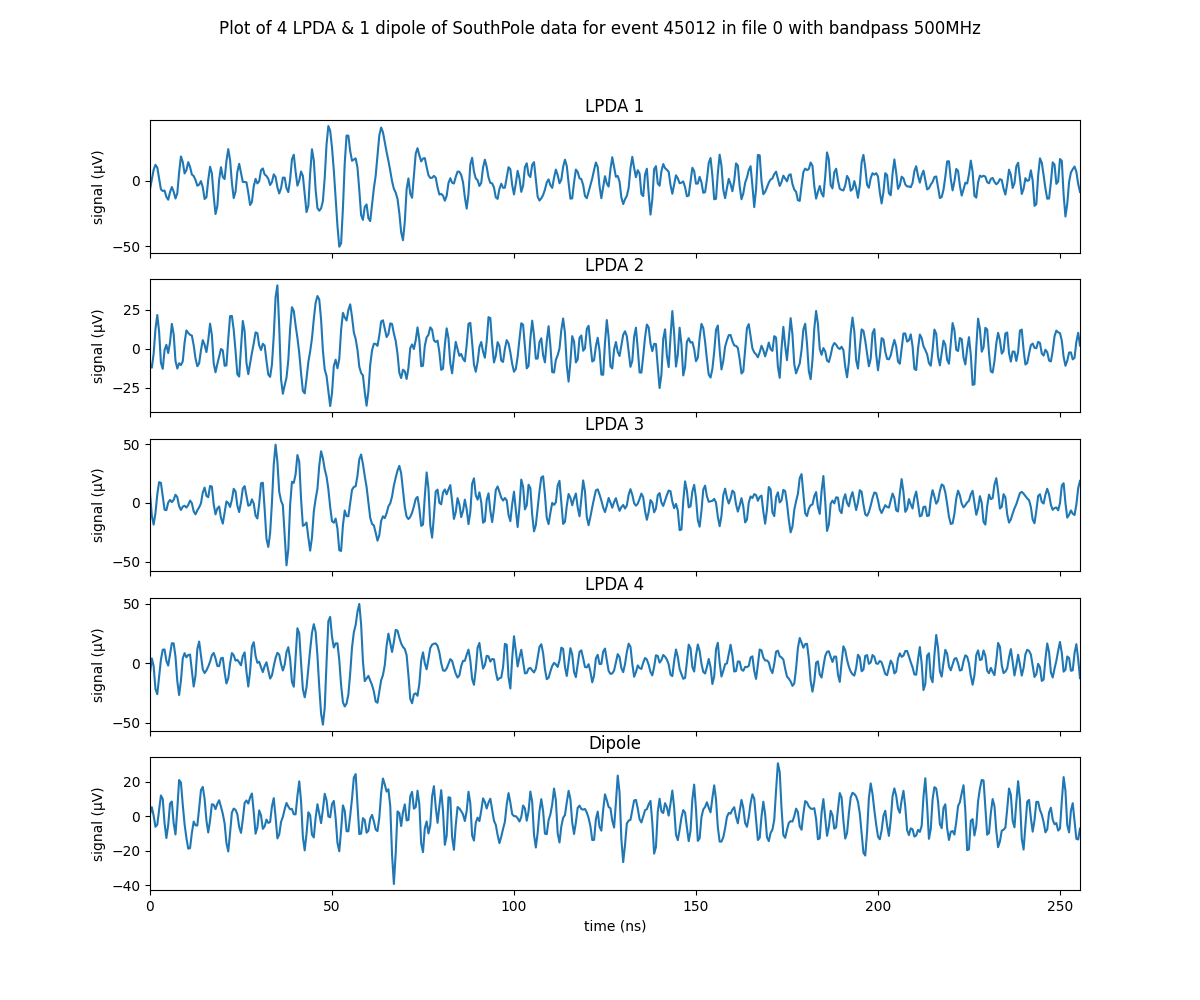 Plot of 4 LPDA & 1 dipole of SouthPole data for event 45012 in file 0 with bandpass 500MHz
LPDA 1
signal (μV)
0
−50
LPDA 2
signal (μV)
25
0
−25
LPDA 3
signal (μV)
50
0
−50
LPDA 4
signal (μV)
50
0
−50
Dipole
signal (μV)
20
0
−20
−40
0 50 100 150 200 250
time (ns)